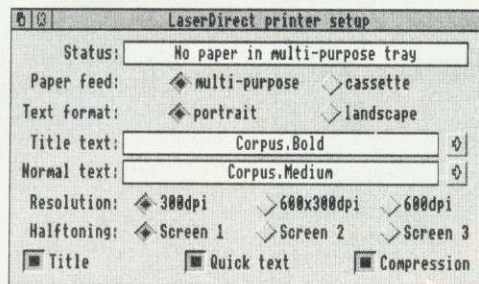 LaserDirect printer setup
Status: No paper in multi-purpose tray
Paper feed: multi-purpose cassette
Text format: portrait landscape
Title text: Corpus.Bold
Normal text: Corpus.Medium
Resolution: 300dpi 600x300dpi 600dpi
Halftoning: Screen 1 Screen 2 Screen 3
Title Quick text Compression